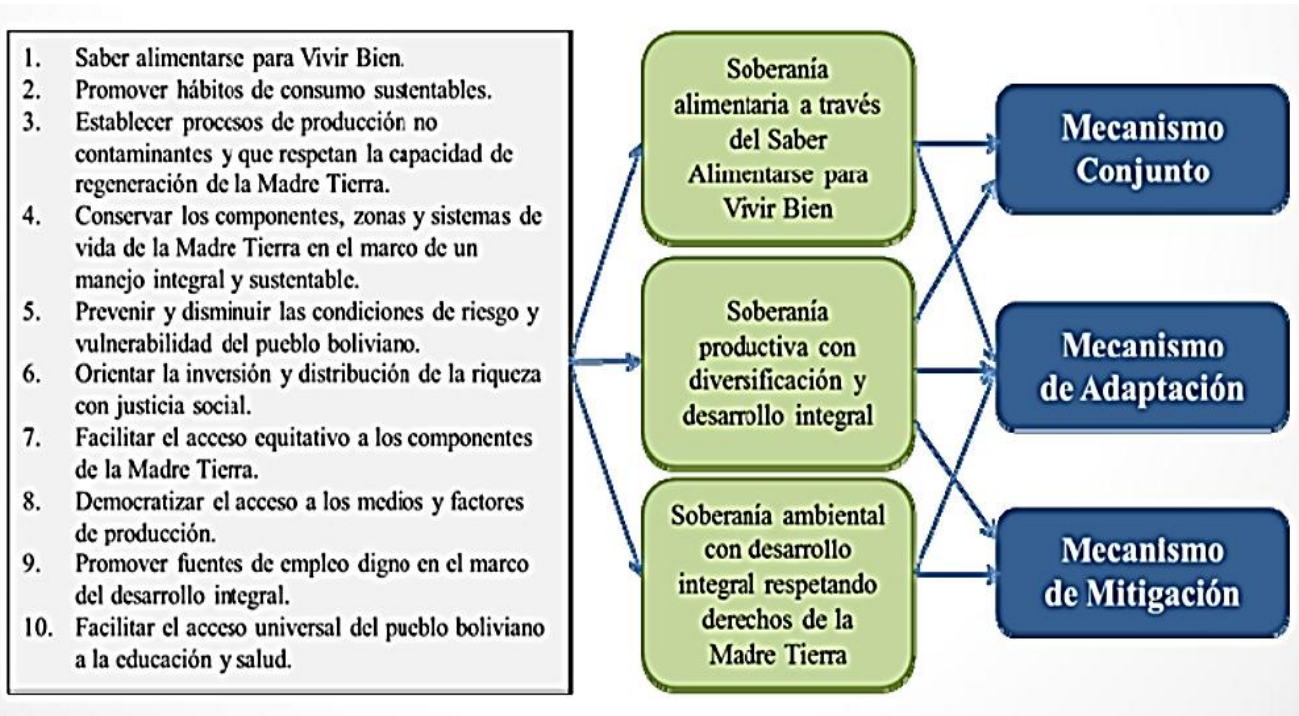 1. Saber alimentarse para Vivir Bien.
2. Promover hábitos de consumo sustentables.
3. Establecer procesos de producción no
contaminantes y que respetan la capacidad de
regeneración de la Madre Tierra.
4. Conservar los componentes, zonas y sistemas de
vida de la Madre Tierra en el marco de un
manejo integral y sustentable.
5. Prevenir y disminuir las condiciones de riesgo y
vulnerabilidad del pueblo boliviano.
6. Orientar la inversión y distribución de la riqueza
con justicia social.
7. Facilitar el acceso equitativo a los componentes
de la Madre Tierra.
8. Democratizar el acceso a los medios y factores
de producción.
9. Promover fuentes de empleo digno en el marco
del desarrollo integral.
10. Facilitar el acceso universal del pueblo boliviano
a la educación y salud.
Soberanía
alimentaria a través
del Saber
Alimentarse para
Vivir Bien
Soberanía
productiva con
diversificación y
desarrollo integral
Soberanía ambiental
con desarrollo
integral respetando
derechos de la
Madre Tierra
Mecanismo
Conjunto
Mecanismo
de Adaptación
Mecanismo
de Mitigación